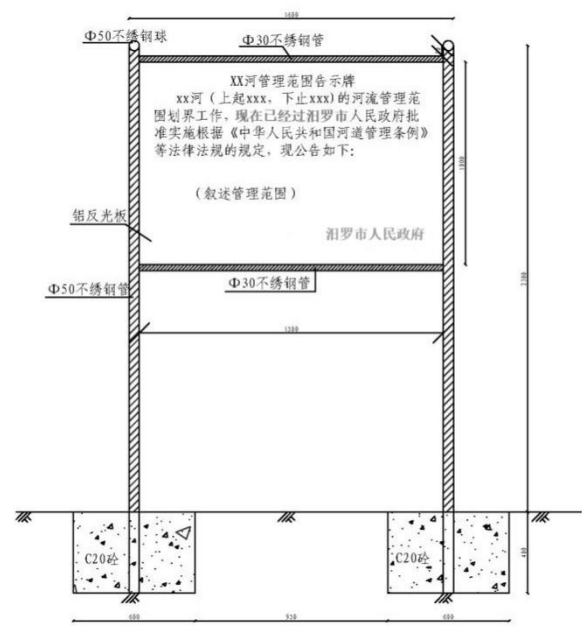 1600
Φ50不绣钢球
Φ30不绣钢管
XX河管理范围告示牌
xx河(上起xxx, 下止xxx)的河流管理范
围划界工作, 现在已经过汨罗市人民政府批
准实施根据《中华人民共和国河道管理条例》
等法律法规的规定, 现公告如下:
(叙述管理范围)
汨罗市人民政府
铝反光板
Φ50不绣钢管
Φ30不绣钢管
C20砼
C20砼
600
600